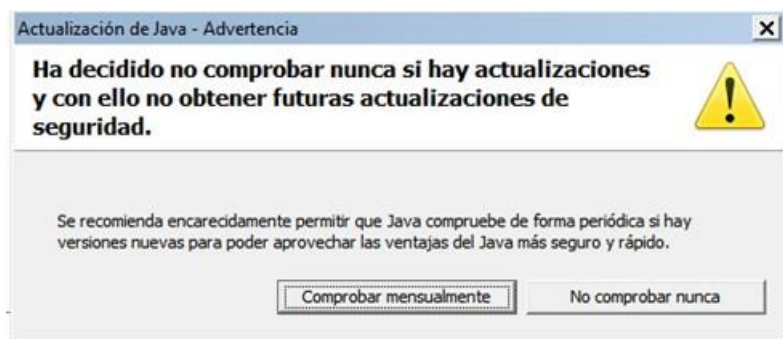 Actualización de Java - Advertencia
Ha decidido no comprobar nunca si hay actualizaciones
y con ello no obtener futuras actualizaciones de
seguridad.
Se recomienda encarecidamente permitir que Java compruebe de forma periódica si hay
versiones nuevas para poder aprovechar las ventajas del Java más seguro y rápido.
Comprobar mensualmente No comprobar nunca